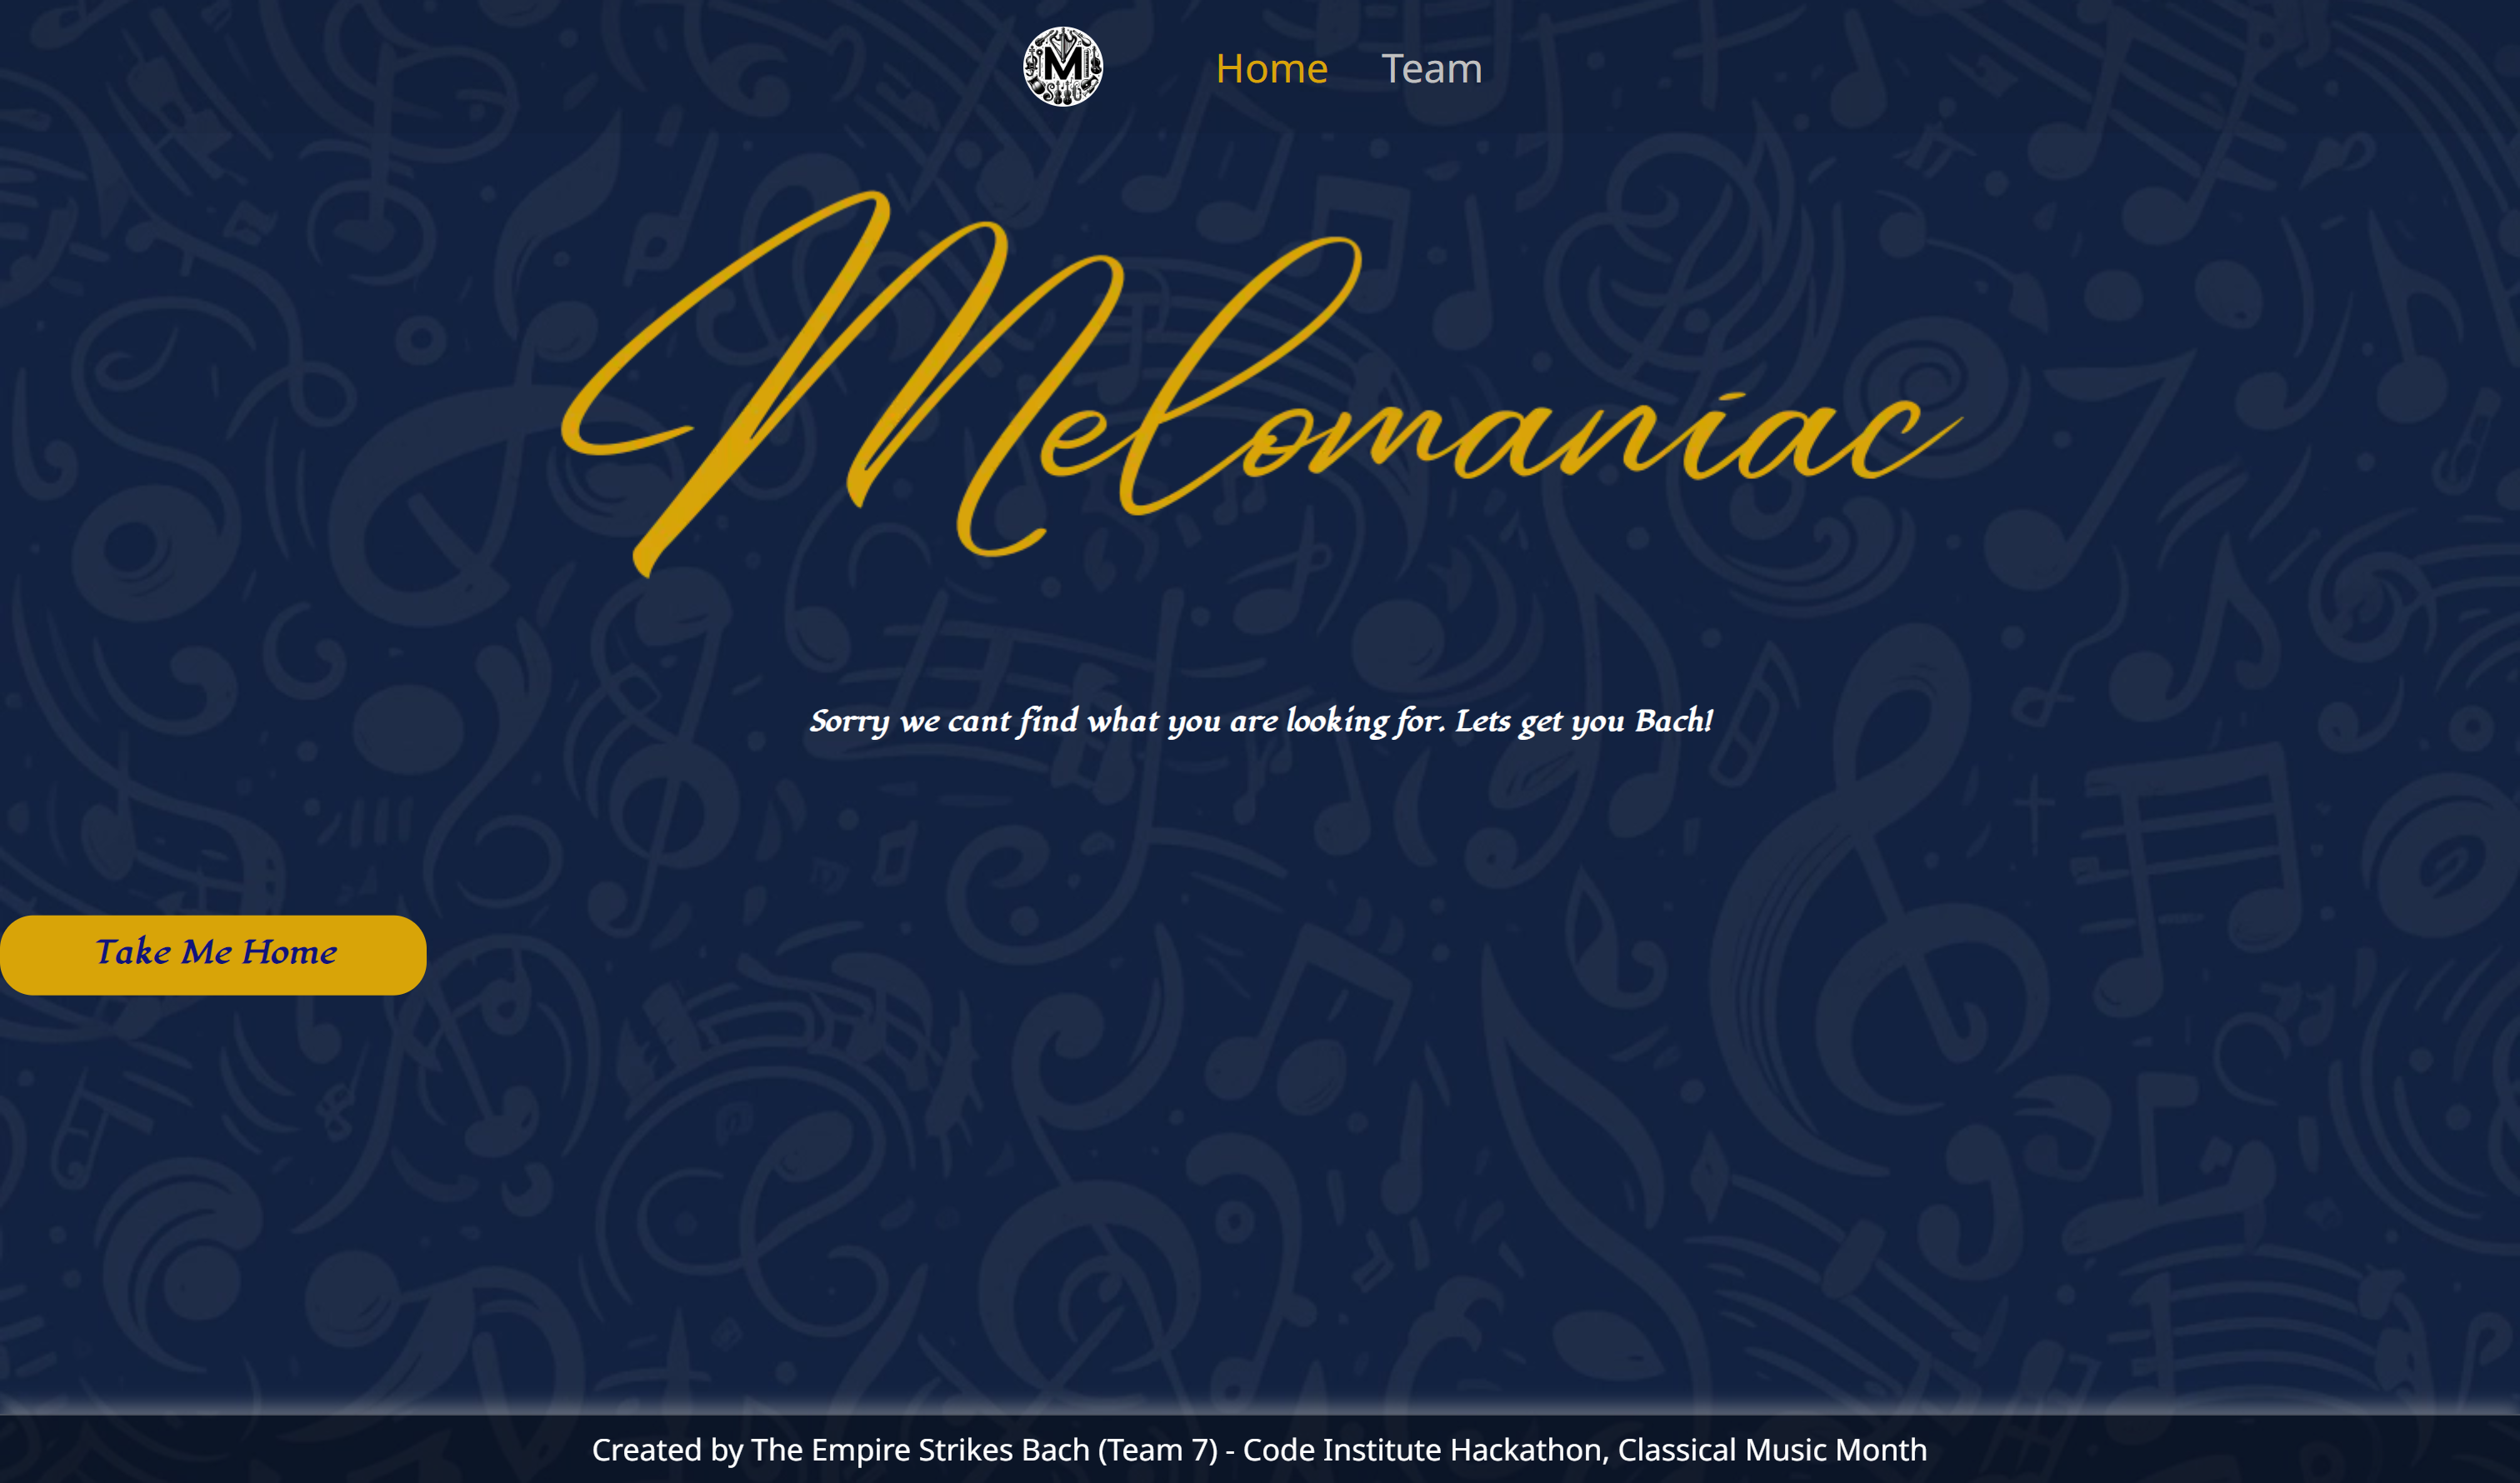 M
Home Team
Melomaniac
Sorry we cant find what you are looking for. Lets get you Bach!
Take Me Home
Created by The Empire Strikes Bach (Team 7) - Code Institute Hackathon, Classical Music Month